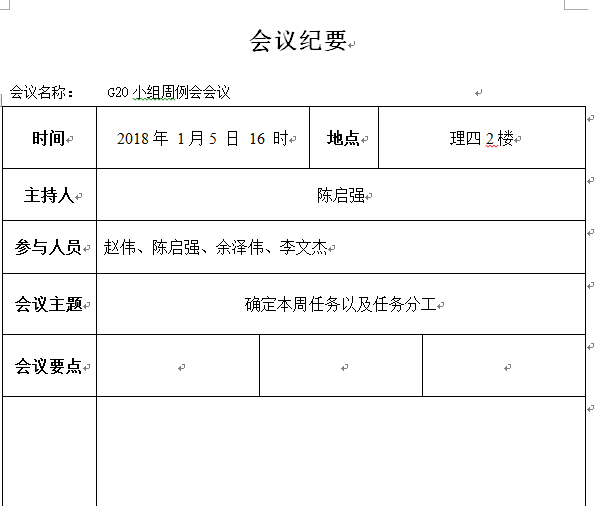 会议纪要
会议名称： G20 小组周例会会议
时间 2018 年 1 月 5 日 16 时 地点 理四 2 楼
主持人 陈启强
参与人员 赵伟、陈启强、余泽伟、李文杰
会议主题 确定本周任务以及任务分工
会议要点